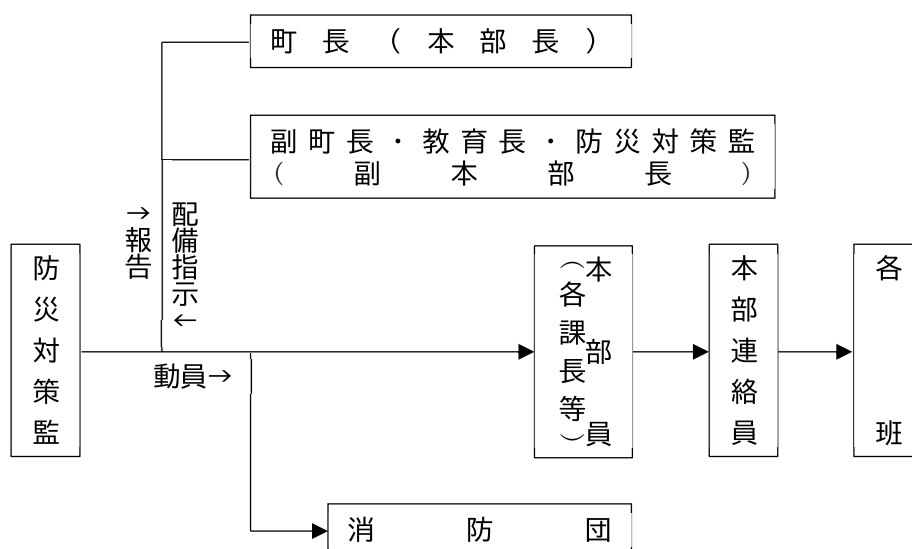 町長（本部長）
副町長・教育長・防災対策監
（副本部長）
→報告
配備指示←
防災対策監
動員→
本部員
（各課長等）
本部連絡員
各班
消防団